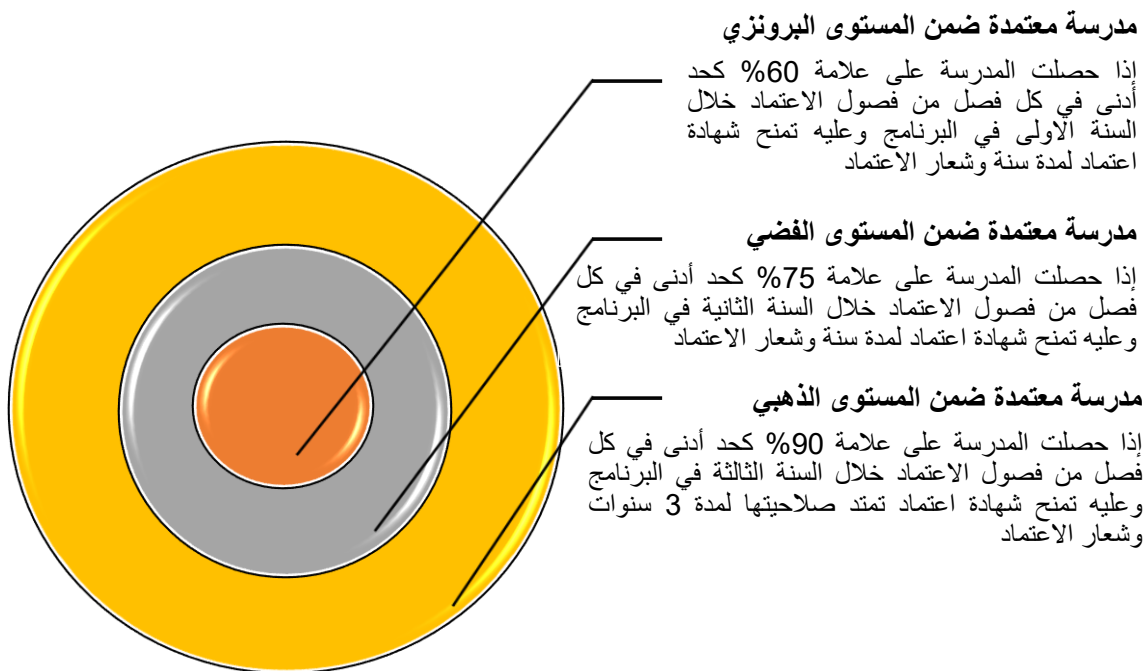 مدرسة معتمدة ضمن المستوى البرونزي
إذا حصلت المدرسة على علامة 60% كحد
أدنى في كل فصل من فصول الاعتماد خلال
السنة الاولى في البرنامج وعليه تمنح شهادة
اعتماد لمدة سنة وشعار الاعتماد
مدرسة معتمدة ضمن المستوى الفضي
إذا حصلت المدرسة على علامة 75% كحد أدنى في كل
فصل من فصول الاعتماد خلال السنة الثانية في البرنامج
وعليه تمنح شهادة اعتماد لمدة سنة وشعار الاعتماد
مدرسة معتمدة ضمن المستوى الذهبي
إذا حصلت المدرسة على علامة 90% كحد أدنى في كل
فصل من فصول الاعتماد خلال السنة الثالثة في البرنامج
وعليه تمنح شهادة اعتماد تمتد صلاحيتها لمدة 3 سنوات
وشعار الاعتماد